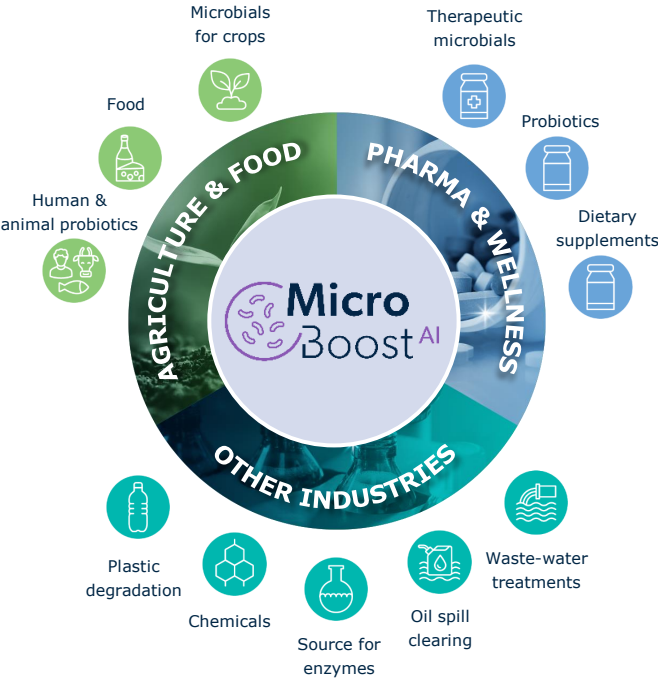 Microbials
for crops
Therapeutic
microbials
Food
Probiotics
Human &
animal probiotics
Dietary
supplements
AGRICULTURE & FOOD
PHARMA & WELLNESS
Micro
Boost AI
OTHER INDUSTRIES
Plastic
degradation
Chemicals
Source for
enzymes
Oil spill
clearing
Waste-water
treatments